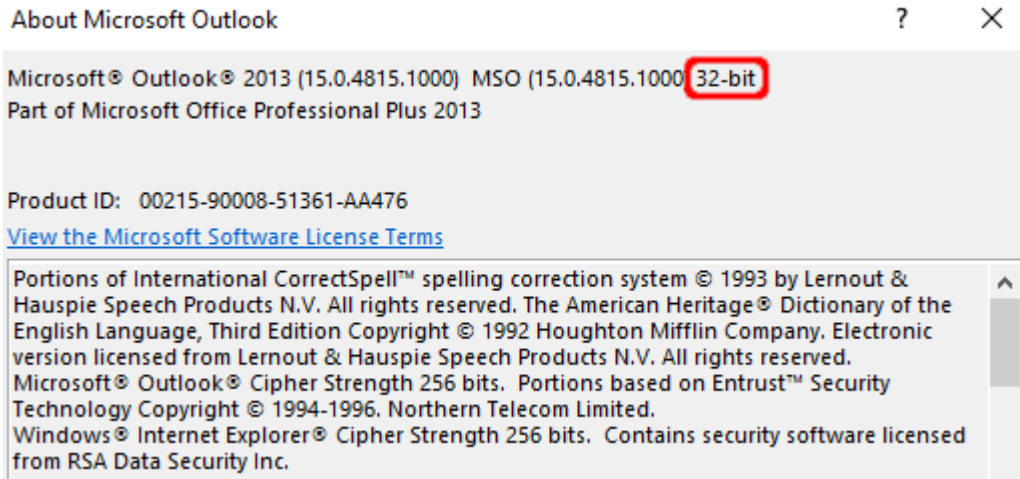 About Microsoft Outlook ? ×
Microsoft® Outlook® 2013 (15.0.4815.1000) MSO (15.0.4815.1000 32-bit
Part of Microsoft Office Professional Plus 2013
Product ID: 00215-90008-51361-AA476
View the Microsoft Software License Terms
Portions of International CorrectSpell™ spelling correction system © 1993 by Lernout &
Hauspie Speech Products N.V. All rights reserved. The American Heritage® Dictionary of the
English Language, Third Edition Copyright © 1992 Houghton Mifflin Company. Electronic
version licensed from Lernout & Hauspie Speech Products N.V. All rights reserved.
Microsoft® Outlook® Cipher Strength 256 bits. Portions based on Entrust™ Security
Technology Copyright © 1994-1996. Northern Telecom Limited.
Windows® Internet Explorer® Cipher Strength 256 bits. Contains security software licensed
from RSA Data Security Inc.